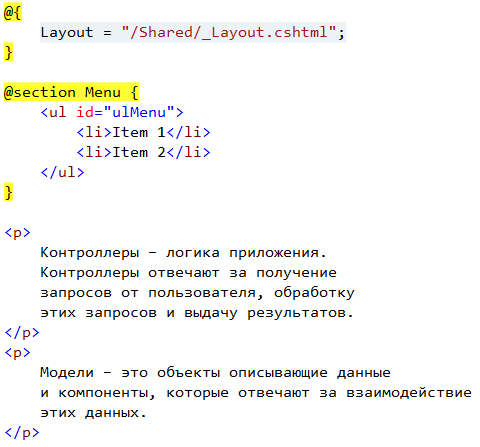 @{
Layout = "/Shared/_Layout.cshtml";
}
@section Menu {
<ul id="ulMenu">
<li>Item 1</li>
<li>Item 2</li>
</ul>
}
<p>
Контроллеры – логика приложения.
Контроллеры отвечают за получение
запросов от пользователя, обработку
этих запросов и выдачу результатов.
</p>
<p>
Модели – это объекты описывающие данные
и компоненты, которые отвечают за взаимодействие
этих данных.
</p>